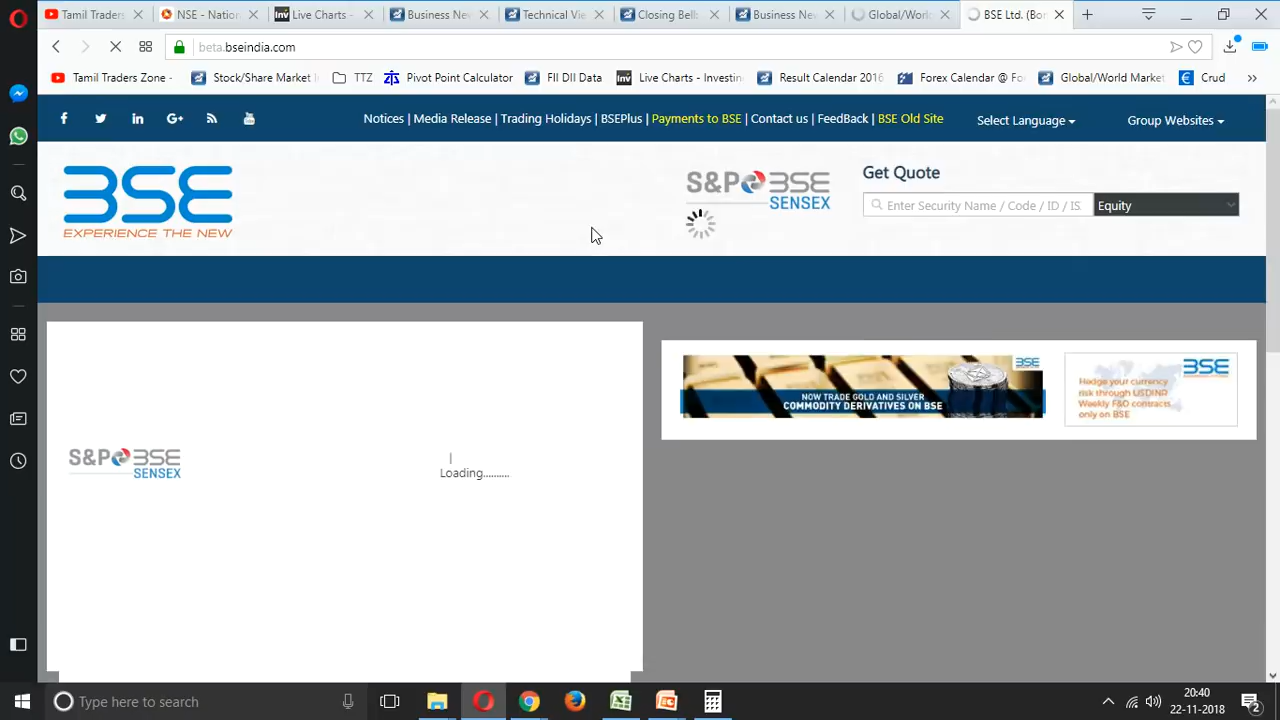 Tamil Traders
NSE - Nation
Live Charts -
Business New
Technical Vie
Closing Bell:
Business New
Global/World
BSE Ltd. (Bom
beta.bseindia.com
Tamil Traders Zone -
Stock/Share Market
TTZ
Pivot Point Calculator
FII DII Data
Live Charts - Investin
Result Calendar 2016
Forex Calendar @ Fo
Global/World Market
Crud
Notices | Media Release | Trading Holidays | BSEPlus | Payments to BSE | Contact us | FeedBack | BSE Old Site
Select Language
Group Websites
BSE
EXPERIENCE THE NEW
S&P BSE
SENSEX
Get Quote
Enter Security Name / Code / ID / IS
Equity
BSE
NOW TRADE GOLD AND SILVER
COMMODITY DERIVATIVES ON BSE
BSE
Hedge your currency
risk through USDINR
Weekly F&O contracts
only on BSE
S&P BSE
SENSEX
Loading..........
Type here to search
20:40
22-11-2018
2